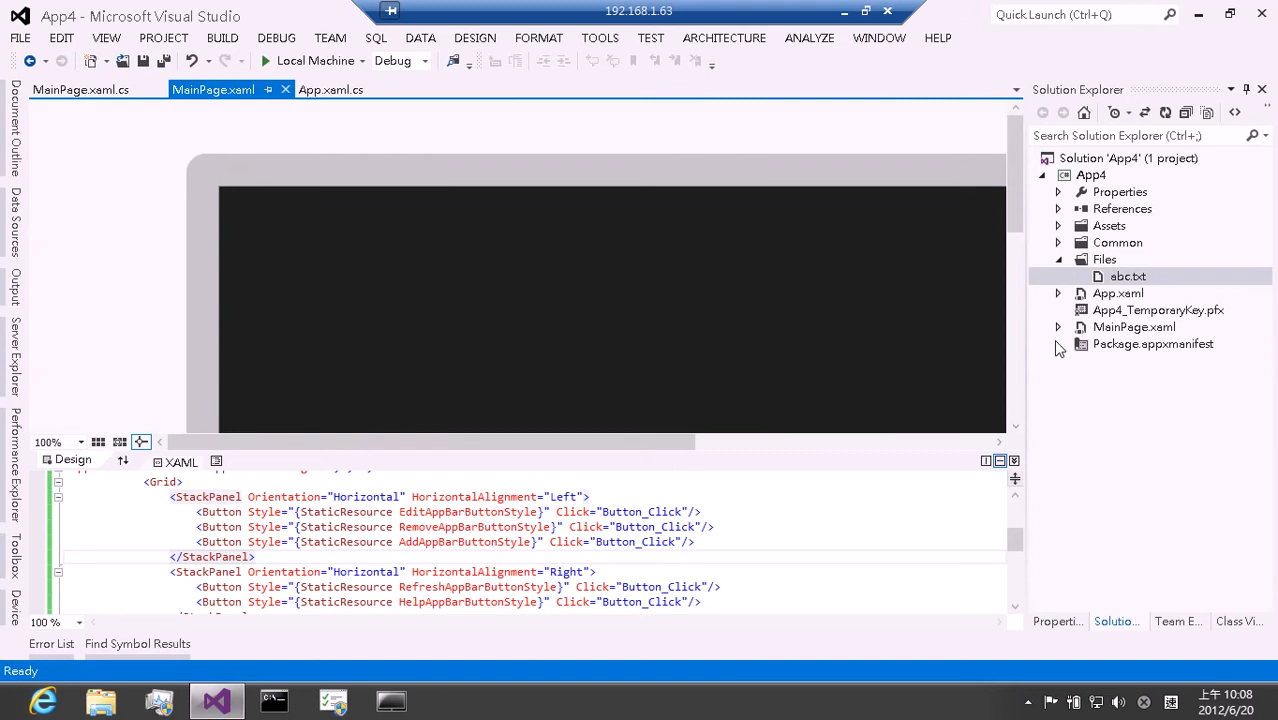 App4 - Microsoft Visual Studio
192.168.1.63
Quick Launch (Ctrl+Q)
FILE EDIT VIEW PROJECT BUILD DEBUG TEAM SQL DATA DESIGN FORMAT TOOLS TEST ARCHITECTURE ANALYZE WINDOW HELP
Local Machine Debug
MainPage.xaml.cs MainPage.xaml App.xaml.cs
Document Outline
Data Sources
Output
Server Explorer
Performance Explorer
Toolbox
Device
Solution Explorer
Search Solution Explorer (Ctrl+;)
Solution 'App4' (1 project)
App4
Properties
References
Assets
Common
Files
abc.txt
App.xaml
App4_TemporaryKey.pfx
MainPage.xaml
Package.appxmanifest
100%
Design XAML
<Grid>
<StackPanel Orientation="Horizontal" HorizontalAlignment="Left">
<Button Style="{StaticResource EditAppBarButtonStyle}" Click="Button_Click"/>
<Button Style="{StaticResource RemoveAppBarButtonStyle}" Click="Button_Click"/>
<Button Style="{StaticResource AddAppBarButtonStyle}" Click="Button_Click"/>
</StackPanel>
<StackPanel Orientation="Horizontal" HorizontalAlignment="Right">
<Button Style="{StaticResource RefreshAppBarButtonStyle}" Click="Button_Click"/>
<Button Style="{StaticResource HelpAppBarButtonStyle}" Click="Button_Click"/>
100 %
Properti... Solutio... Team E... Class Vi...
Error List Find Symbol Results
Ready
上午 10:08
2012/6/20